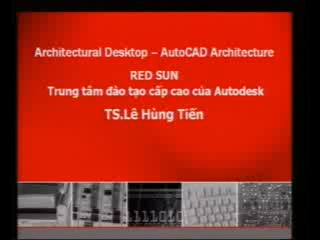 Architectural Desktop – AutoCAD Architecture
RED SUN
Trung tâm đào tạo cấp cao của Autodesk
TS.Lê Hùng Tiến